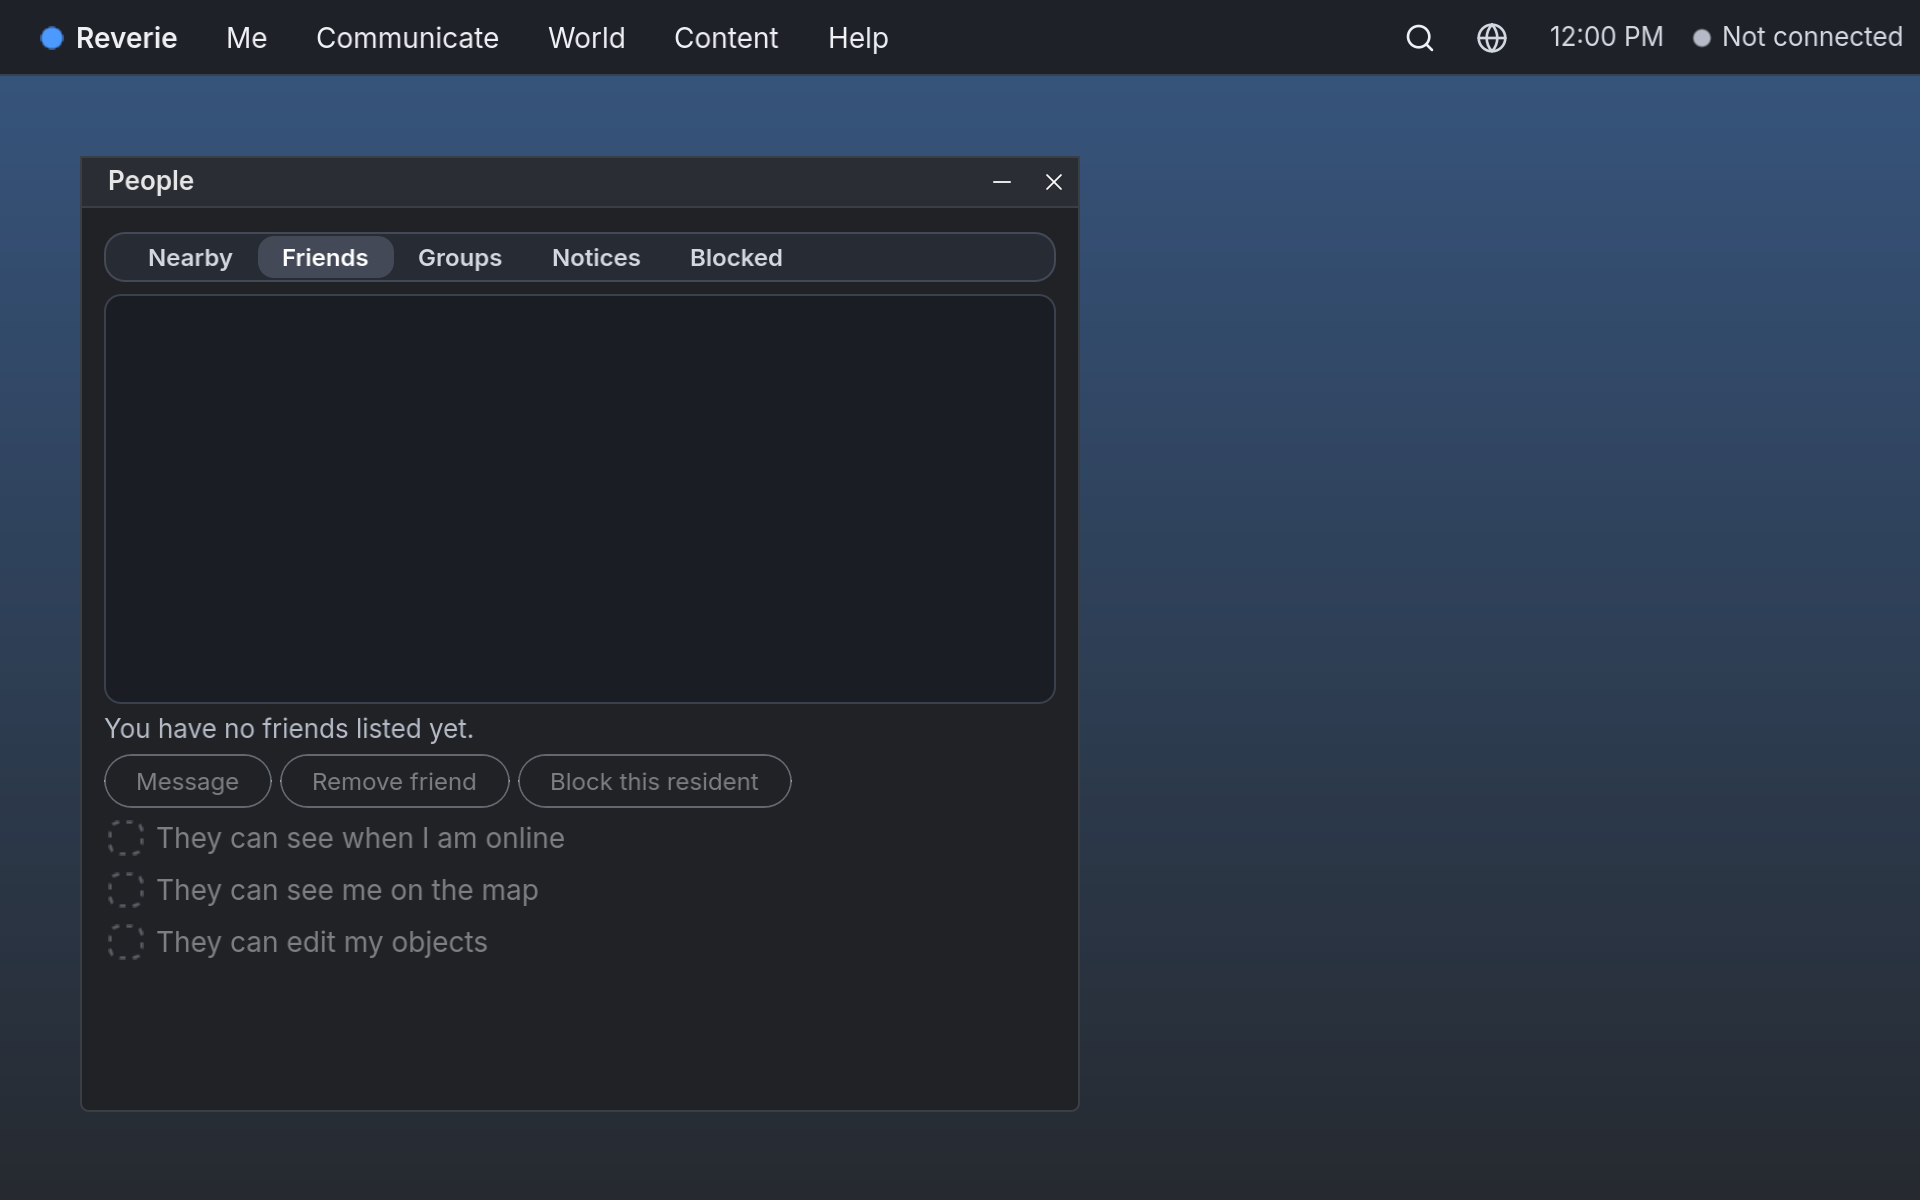 Reverie Me Communicate World Content Help 12:00 PM Not connected
People
Nearby Friends Groups Notices Blocked
You have no friends listed yet.
Message Remove friend Block this resident
They can see when I am online
They can see me on the map
They can edit my objects